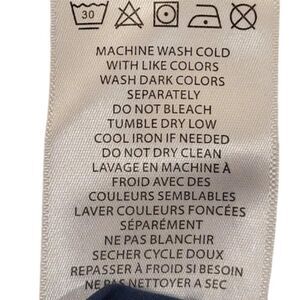 30
MACHINE WASH COLD
WITH LIKE COLORS
WASH DARK COLORS
SEPARATELY
DO NOT BLEACH
TUMBLE DRY LOW
COOL IRON IF NEEDED
DO NOT DRY CLEAN
LAVAGE EN MACHINE À
FROID AVEC DES
COULEURS SEMBLABLES
LAVER COULEURS FONCÉES
SÉPARÉMENT
NE PAS BLANCHIR
SECHER CYCLE DOUX
REPASSER À FROID SI BESOIN
NE PAS NETTOYER A SEC